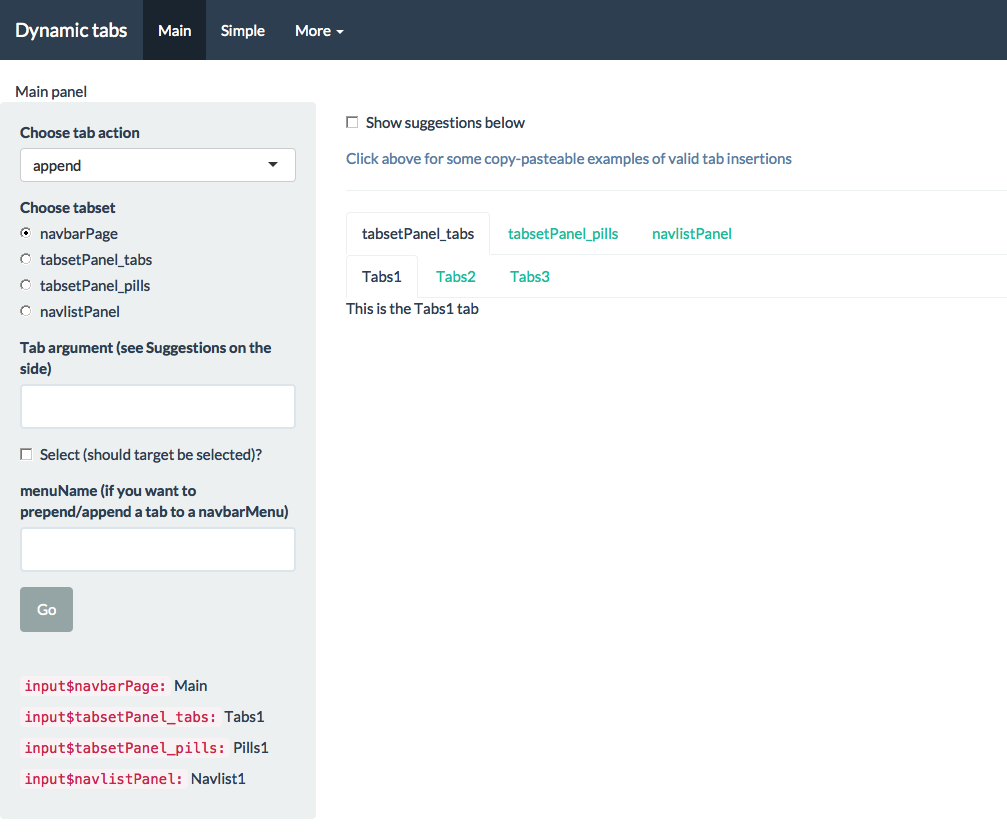 Dynamic tabs Main Simple More
Main panel
Choose tab action
append
Choose tabset
navbarPage
tabsetPanel_tabs
tabsetPanel_pills
navlistPanel
Tab argument (see Suggestions on the
side)
Select (should target be selected)?
menuName (if you want to
prepend/append a tab to a navbarMenu)
Go
input$navbarPage: Main
input$tabsetPanel_tabs: Tabs1
input$tabsetPanel_pills: Pills1
input$navlistPanel: Navlist1
Show suggestions below
Click above for some copy-pasteable examples of valid tab insertions
tabsetPanel_tabs tabsetPanel_pills navlistPanel
Tabs1 Tabs2 Tabs3
This is the Tabs1 tab